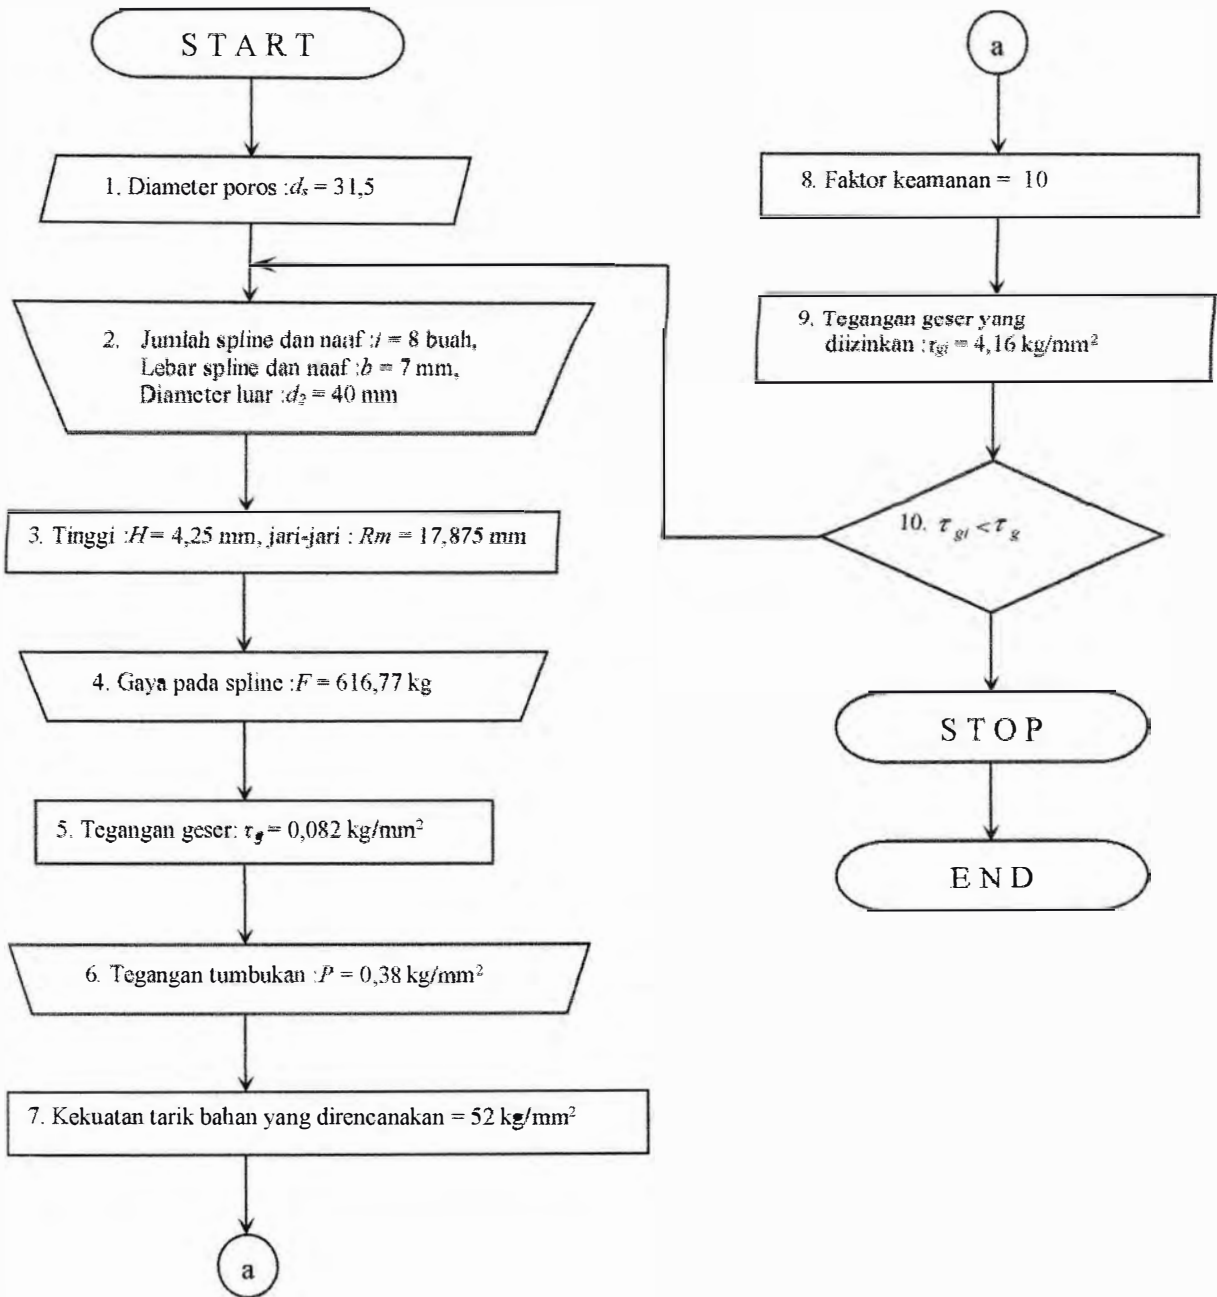 S T A R T
1. Diameter poros :dₛ = 31,5
2. Jumlah spline dan naaf :i = 8 buah,
Lebar spline dan naaf :b = 7 mm,
Diameter luar :d₂ = 40 mm
3. Tinggi :H = 4,25 mm, jari-jari : Rm = 17,875 mm
4. Gaya pada spline :F = 616,77 kg
5. Tegangan geser: τg = 0,082 kg/mm²
6. Tegangan tumbukan :P = 0,38 kg/mm²
7. Kekuatan tarik bahan yang direncanakan = 52 kg/mm²
a
a
8. Faktor keamanan = 10
9. Tegangan geser yang
diizinkan :τgi = 4,16 kg/mm²
10. τgi < τg
S T O P
E N D